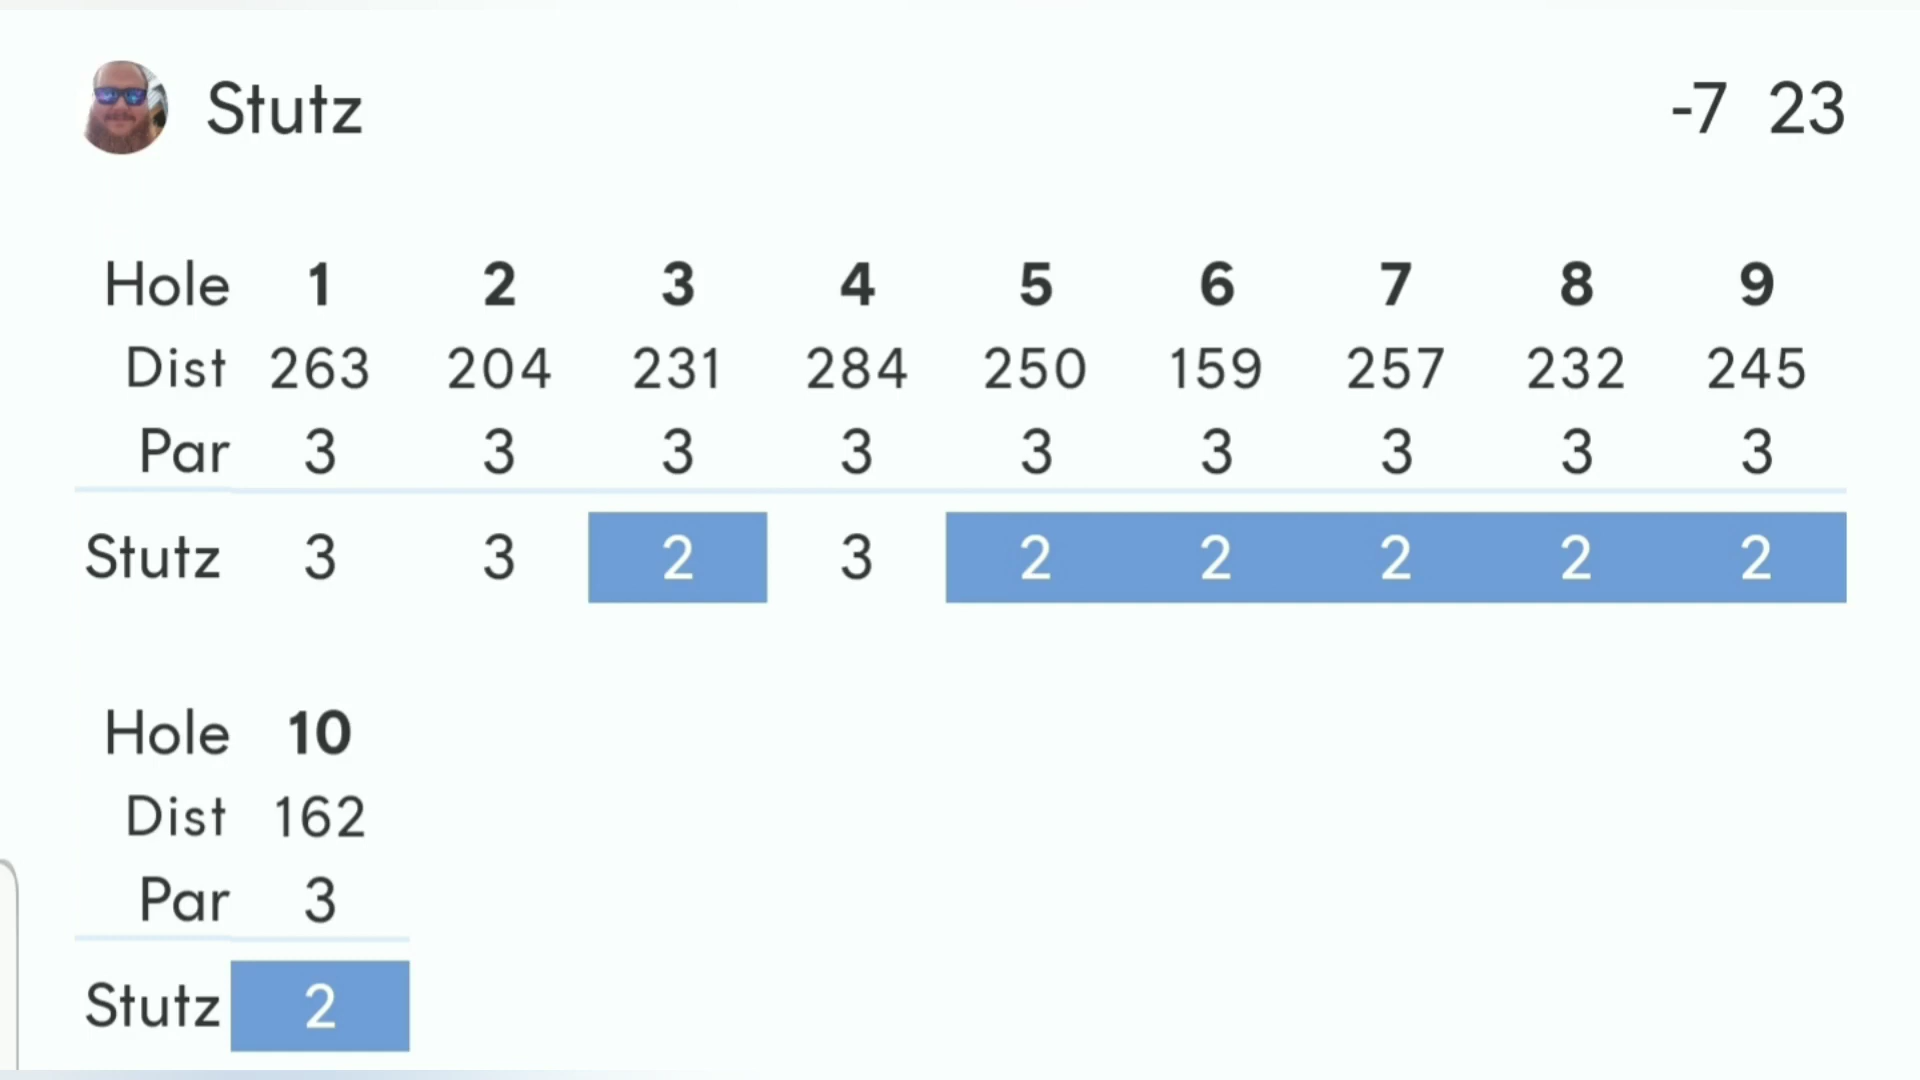 Stutz -7 23
Hole 1 2 3 4 5 6 7 8 9
Dist 263 204 231 284 250 159 257 232 245
Par 3 3 3 3 3 3 3 3 3
Stutz 3 3 2 3 2 2 2 2 2
Hole 10
Dist 162
Par 3
Stutz 2